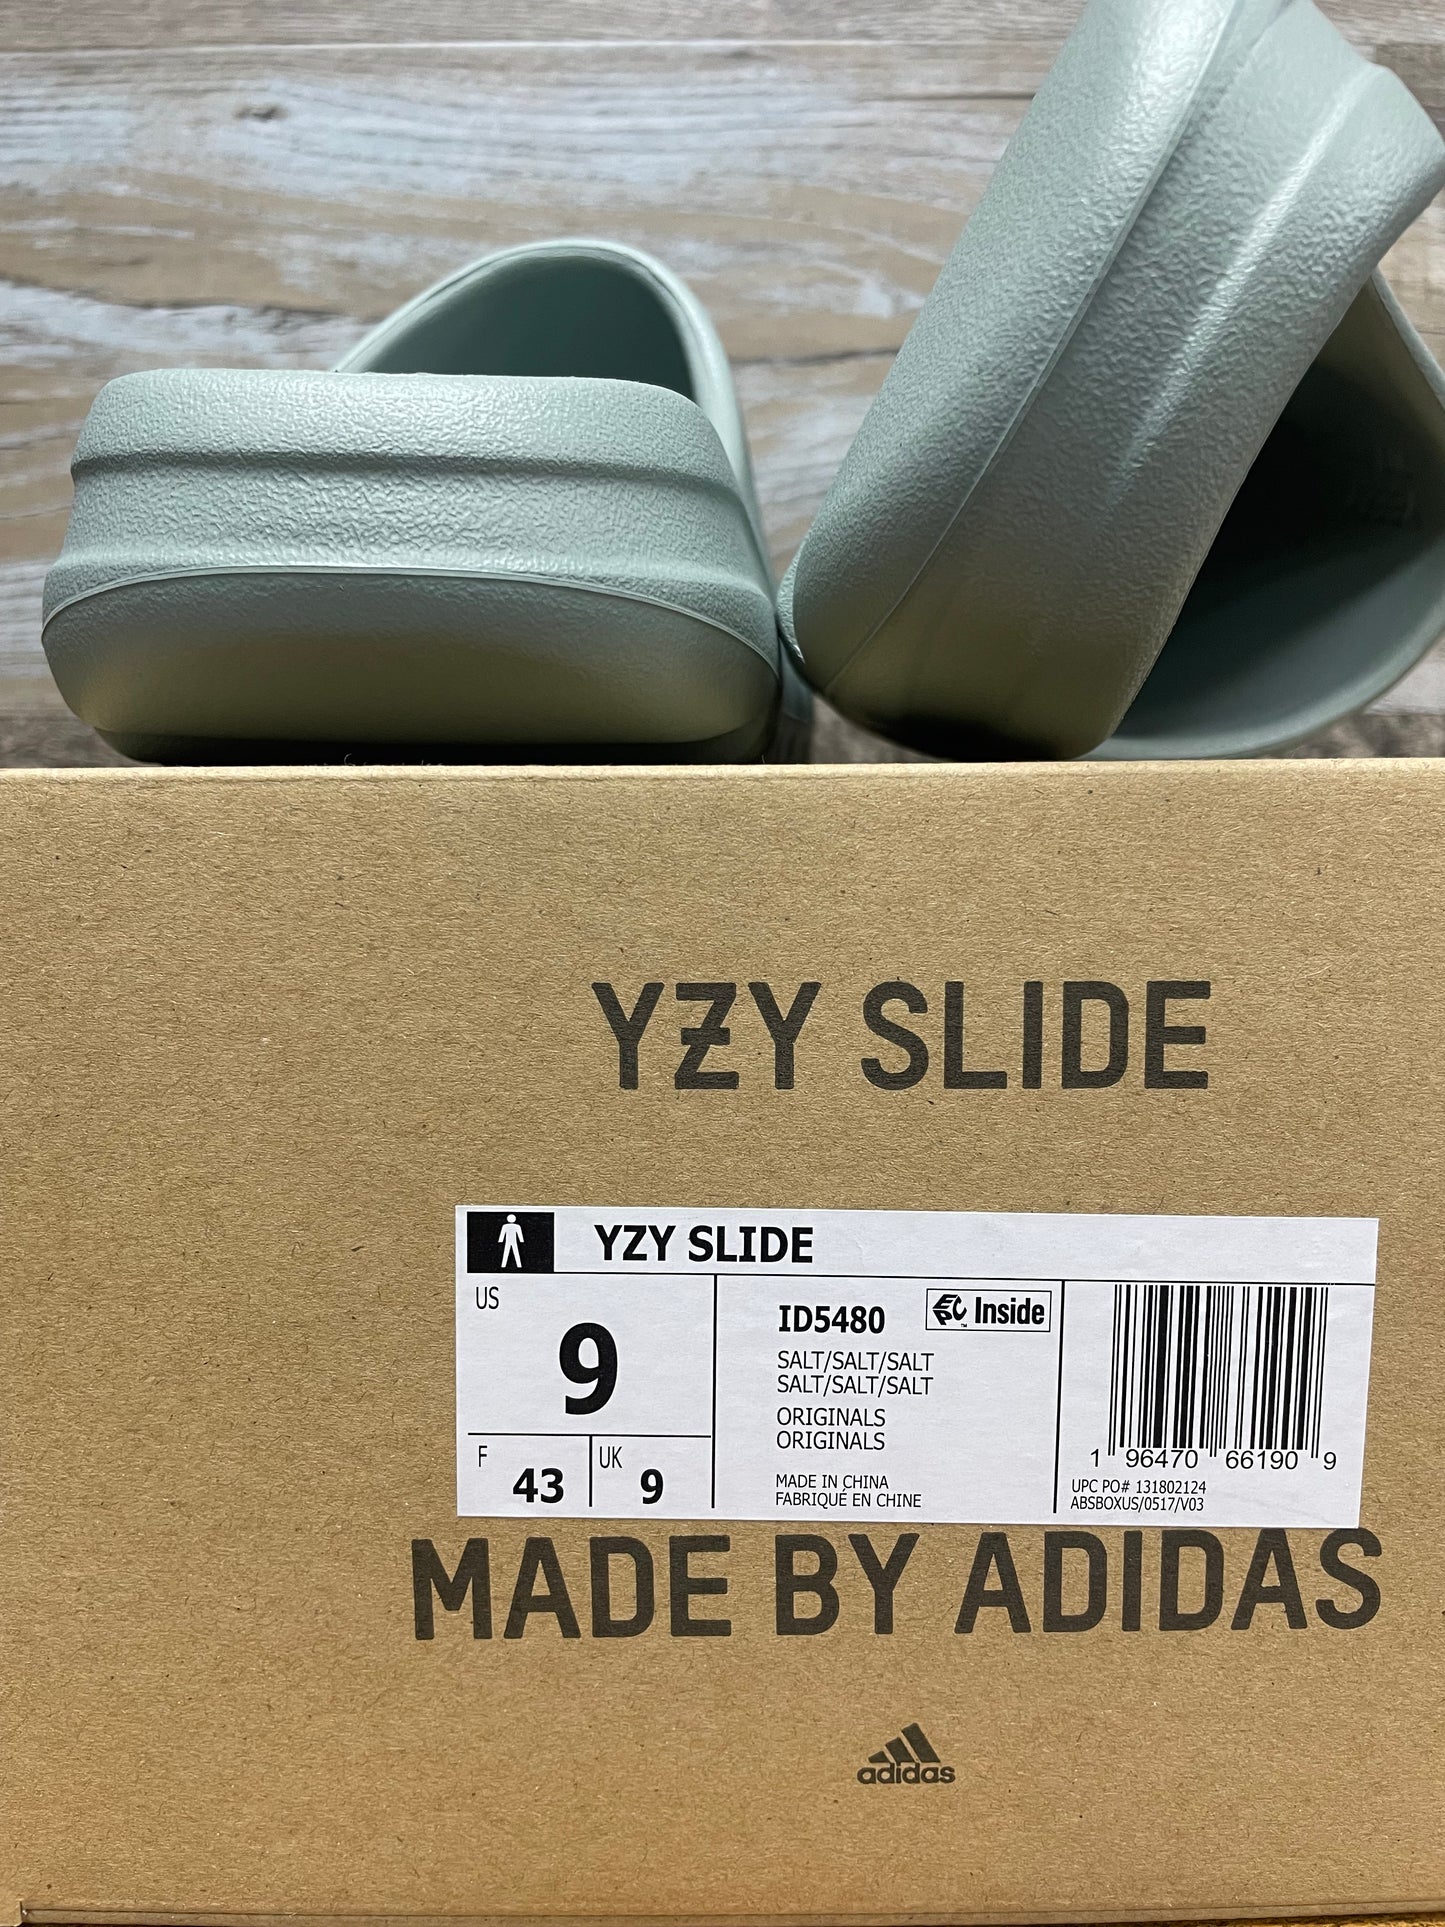 YZY SLIDE
YZY SLIDE
US
9
F 43
UK 9
ID5480
EPC Inside
™
SALT/SALT/SALT
SALT/SALT/SALT
ORIGINALS
ORIGINALS
MADE IN CHINA
FABRIQUÉ EN CHINE
1 96470 66190 9
UPC PO# 131802124
ABSBOXUS/0517/V03
MADE BY ADIDAS
adidas